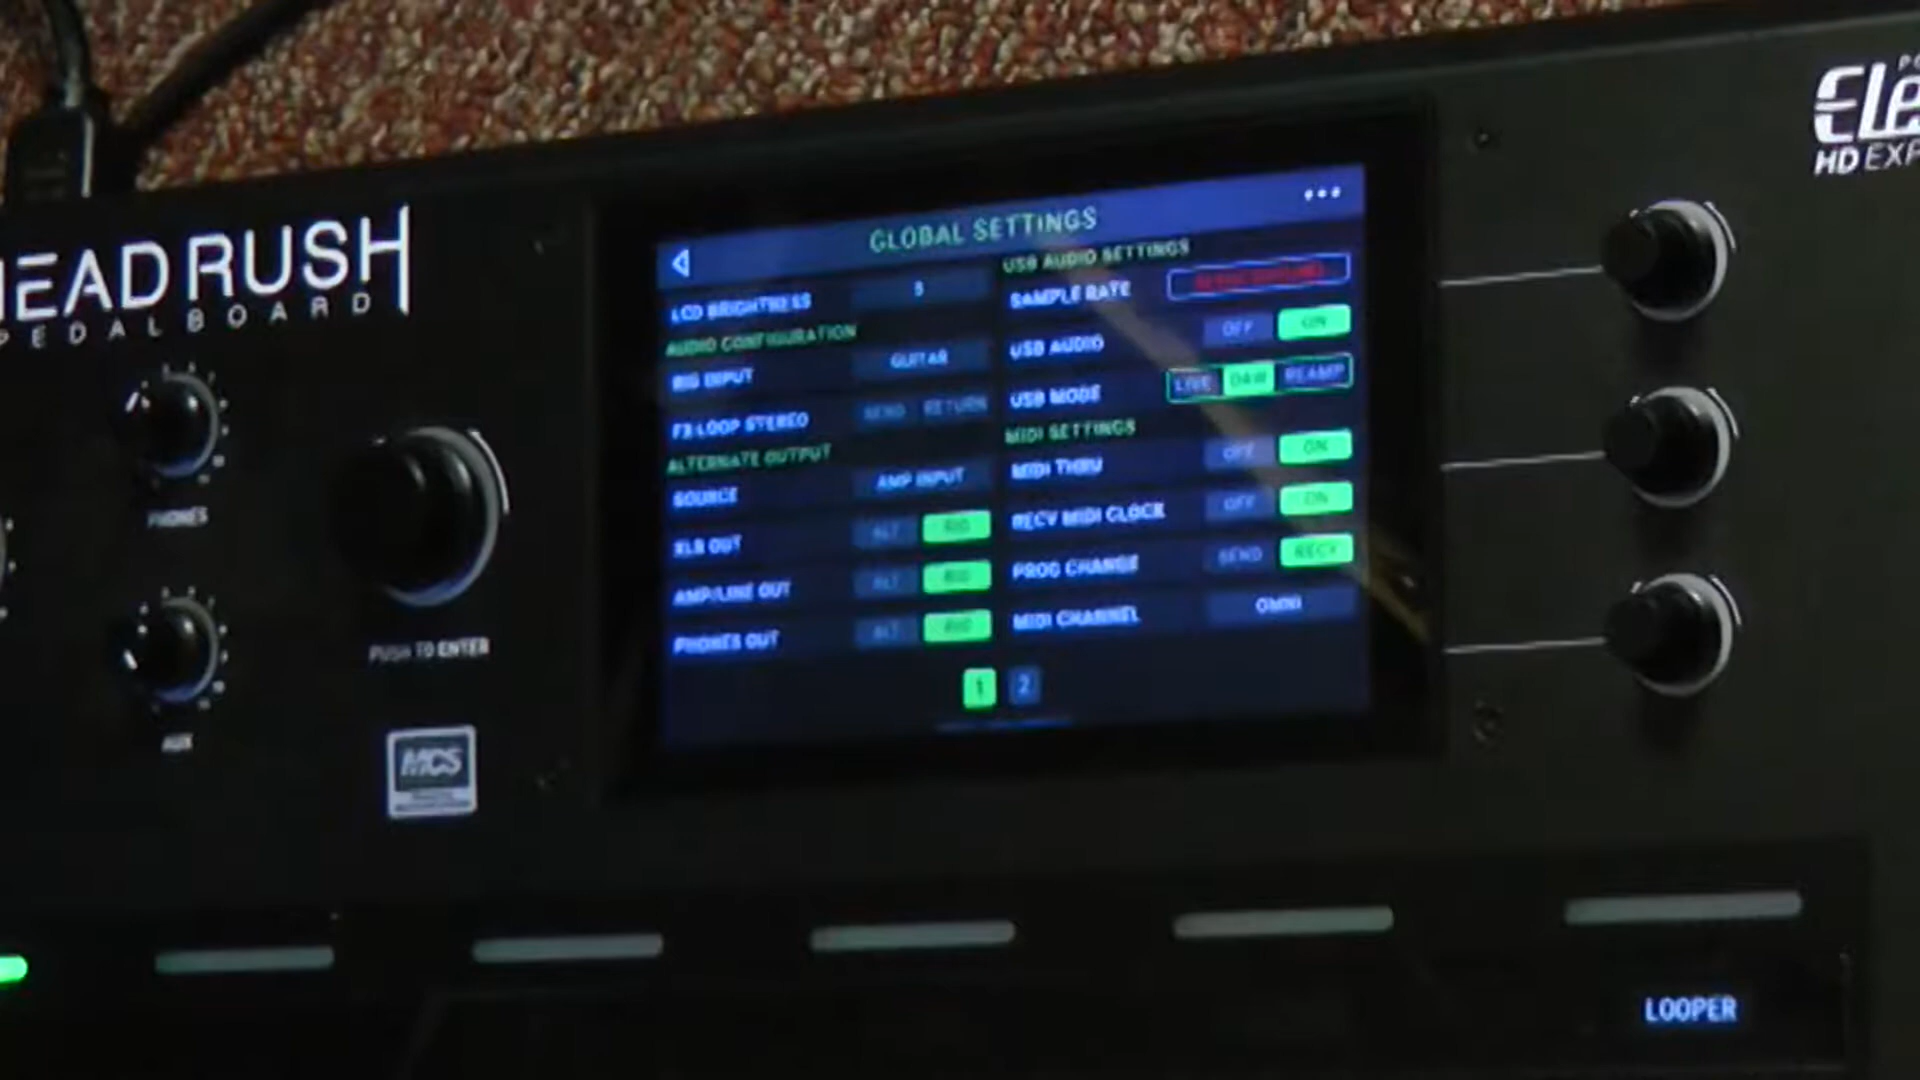 HEADRUSH
PEDALBOARD
PHONES
AUX
PUSH TO ENTER
MCS
GLOBAL SETTINGS
LCD BRIGHTNESS
AUDIO CONFIGURATION
RIG INPUT GUITAR
FX LOOP STEREO SEND RETURN
ALTERNATE OUTPUT
SOURCE AMP INPUT
XLR OUT ALT RIG
AMP/LINE OUT ALT RIG
PHONES OUT ALT RIG
USB AUDIO SETTINGS
SAMPLE RATE
USB AUDIO OFF ON
USB MODE LIVE DAW REAMP
MIDI SETTINGS
MIDI THRU OFF ON
RECV MIDI CLOCK OFF ON
PROG CHANGE SEND RECV
MIDI CHANNEL OMNI
1 2
Ele
HD EXP
LOOPER